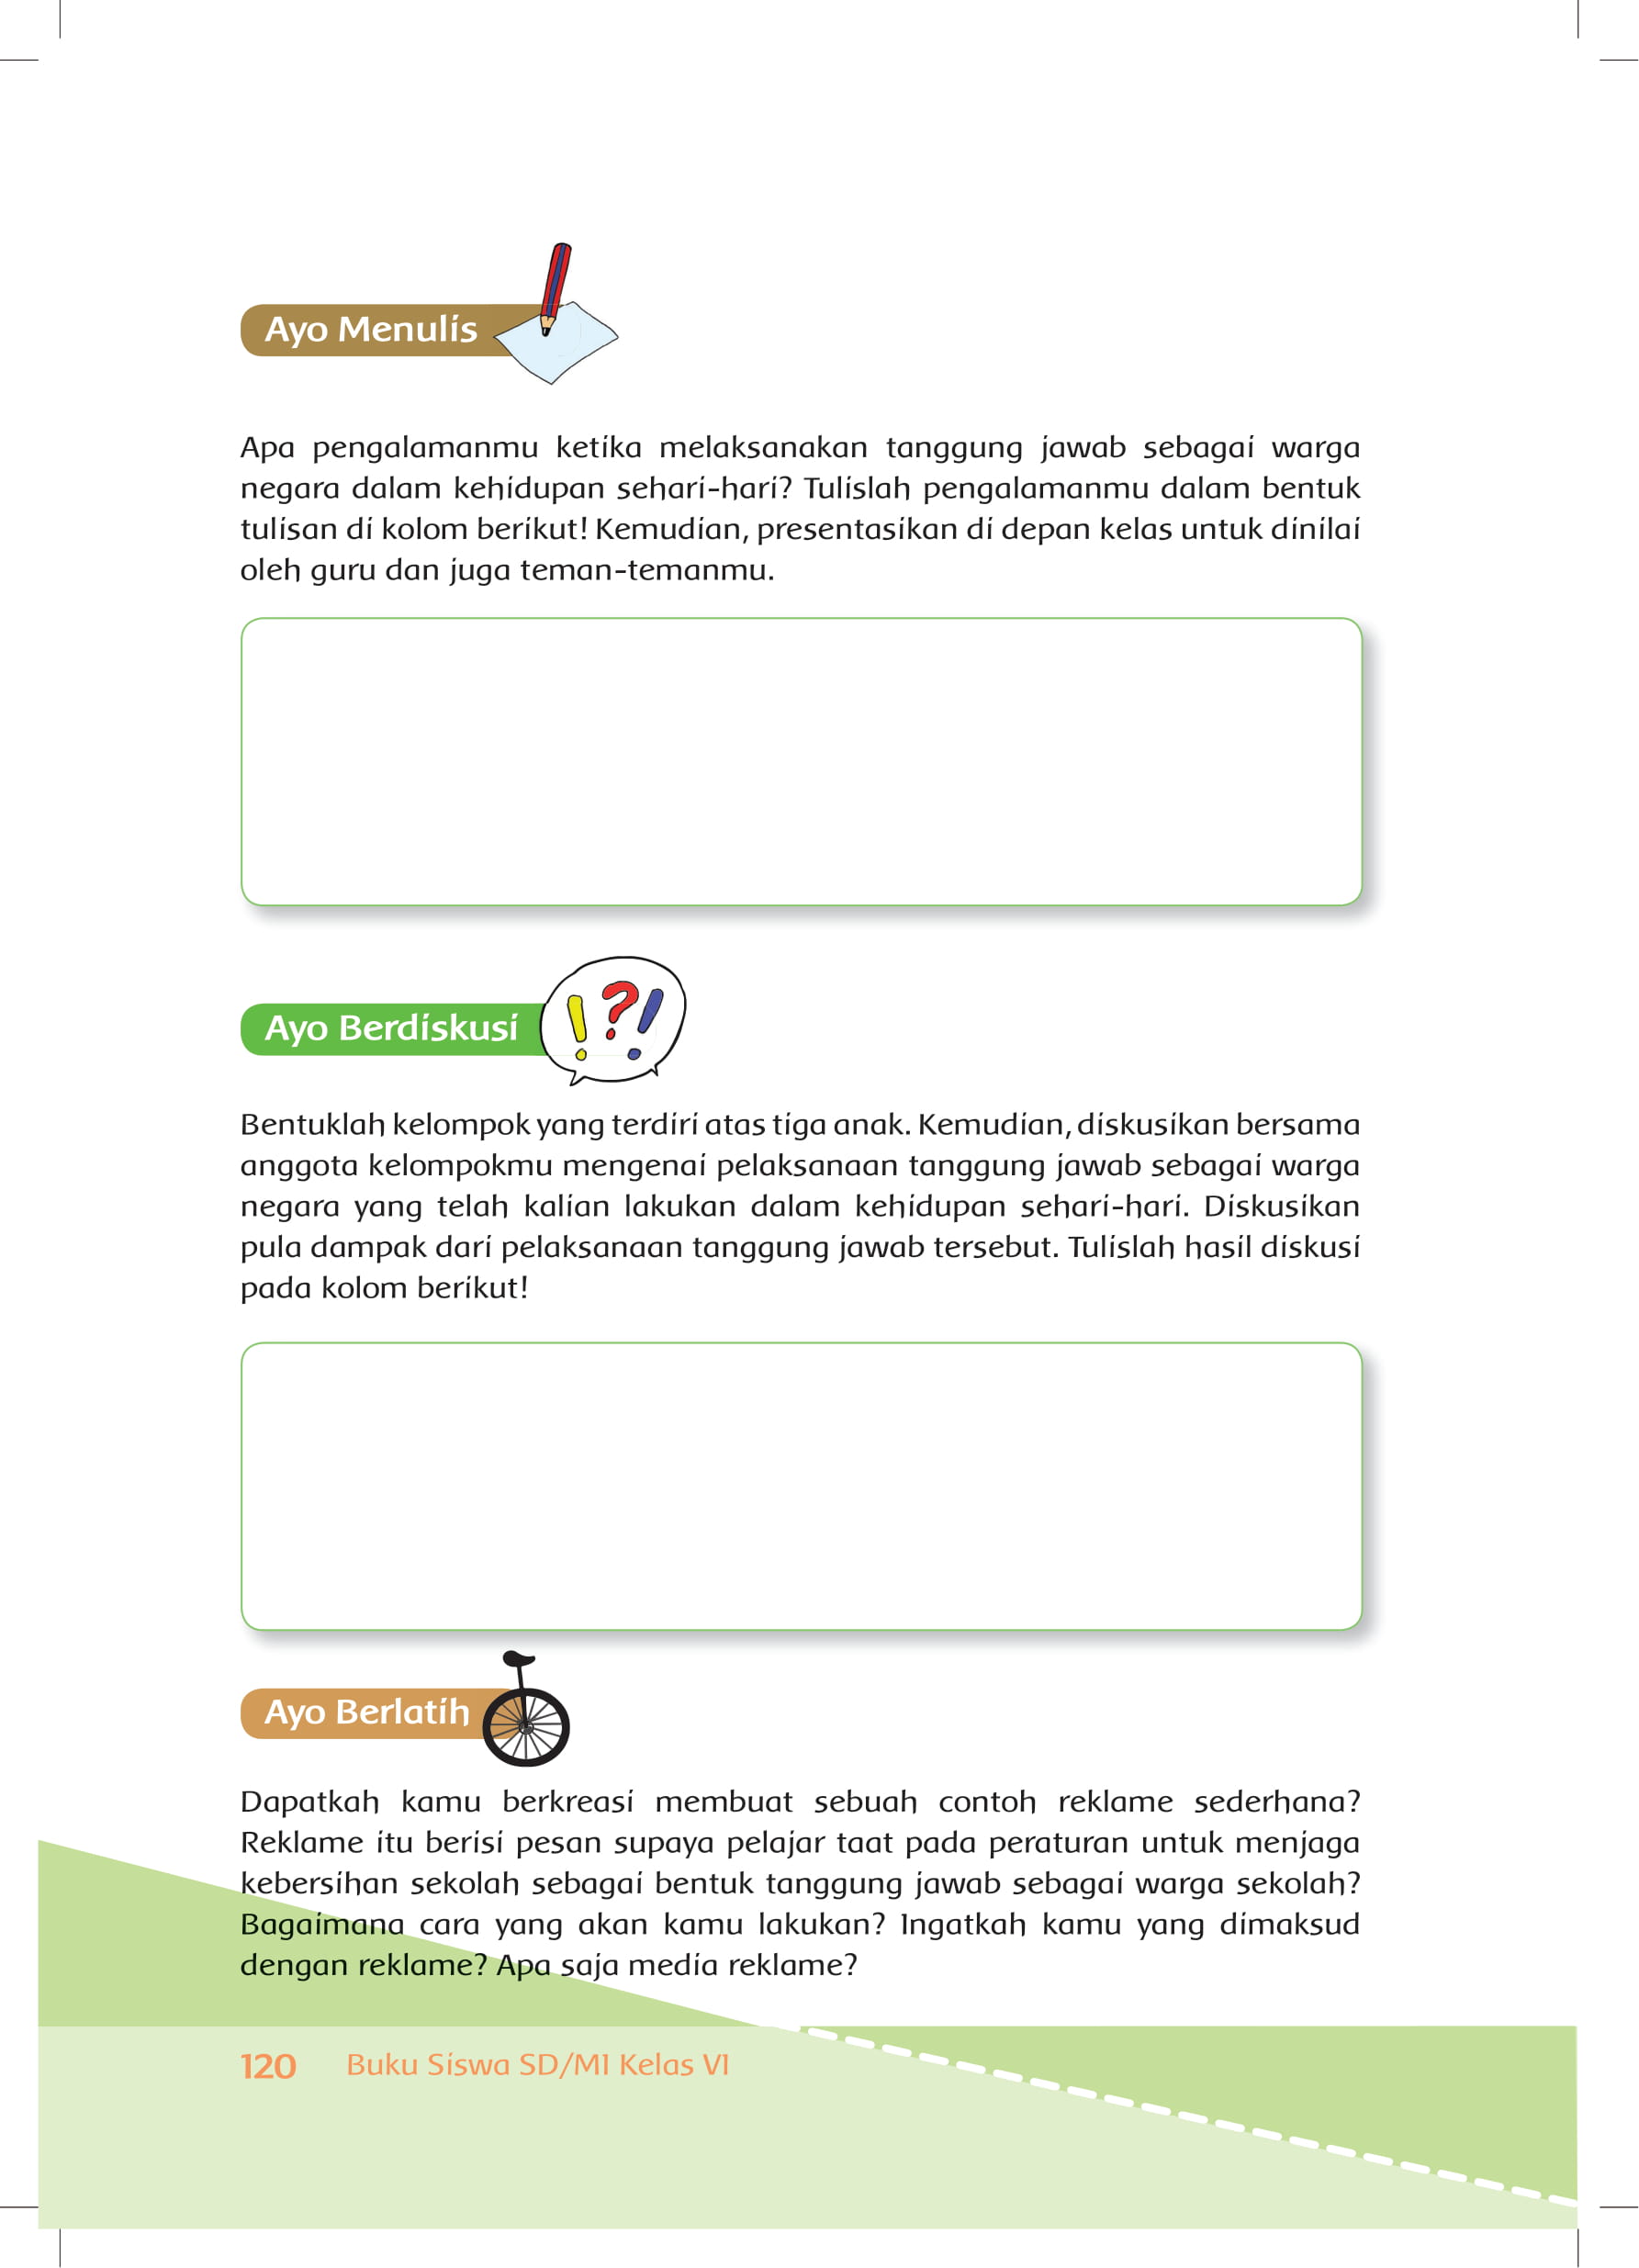 Ayo Menulis
Apa pengalamanmu ketika melaksanakan tanggung jawab sebagai warga
negara dalam kehidupan sehari-hari? Tulislah pengalamanmu dalam bentuk
tulisan di kolom berikut! Kemudian, presentasikan di depan kelas untuk dinilai
oleh guru dan juga teman-temanmu.
Ayo Berdiskusi
Bentuklah kelompok yang terdiri atas tiga anak. Kemudian, diskusikan bersama
anggota kelompokmu mengenai pelaksanaan tanggung jawab sebagai warga
negara yang telah kalian lakukan dalam kehidupan sehari-hari. Diskusikan
pula dampak dari pelaksanaan tanggung jawab tersebut. Tulislah hasil diskusi
pada kolom berikut!
Ayo Berlatih
Dapatkah kamu berkreasi membuat sebuah contoh reklame sederhana?
Reklame itu berisi pesan supaya pelajar taat pada peraturan untuk menjaga
kebersihan sekolah sebagai bentuk tanggung jawab sebagai warga sekolah?
Bagaimana cara yang akan kamu lakukan? Ingatkah kamu yang dimaksud
dengan reklame? Apa saja media reklame?
120 Buku Siswa SD/MI Kelas VI